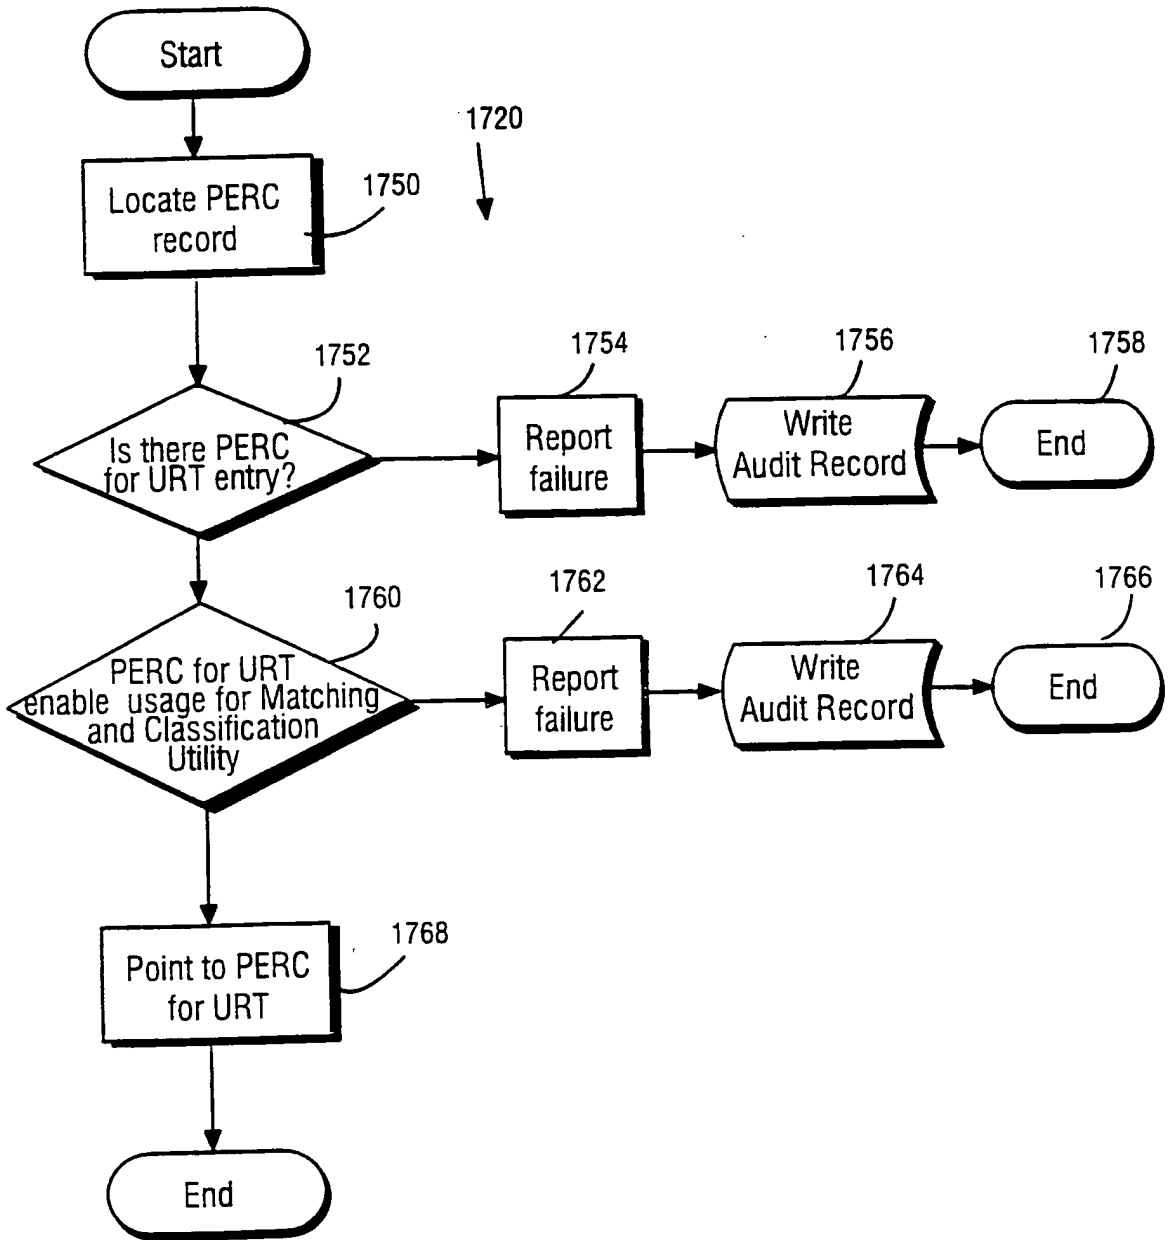 Start
1720
Locate PERC
record
1750
1752
Is there PERC
for URT entry?
1754
Report
failure
1756
Write
Audit Record
1758
End
1760
PERC for URT
enable usage for Matching
and Classification
Utility
1762
Report
failure
1764
Write
Audit Record
1766
End
1768
Point to PERC
for URT
End